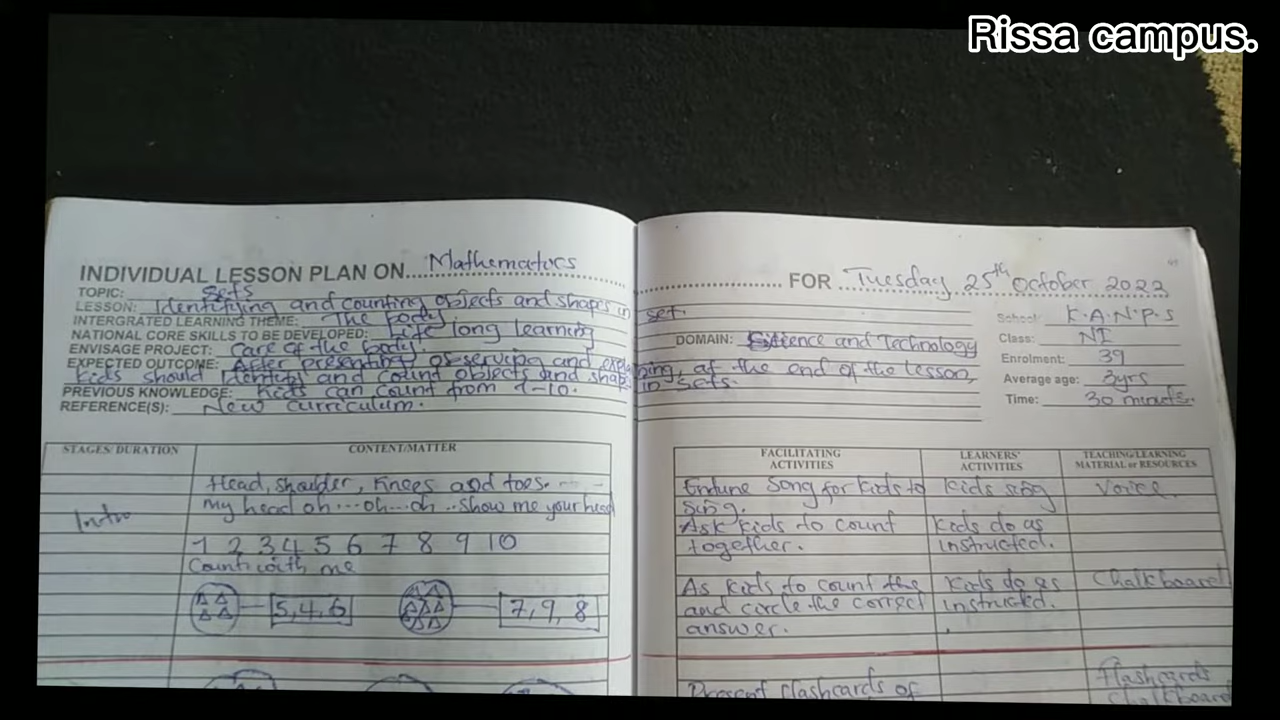 Rissa campus.
INDIVIDUAL LESSON PLAN ON Mathematics FOR Tuesday 25th October 2022
TOPIC: Sets
LESSON: Identifying and counting objects and shapes in set.
INTERGRATED LEARNING THEME: The body
NATIONAL CORE SKILLS TO BE DEVELOPED: Life long learning
ENVISAGE PROJECT: Care of the body.
EXPECTED OUTCOME: After presenting, observing and explaining, at the end of the lesson,
kids should identify and count objects and shapes in sets.
PREVIOUS KNOWLEDGE: Kids can count from 1-10.
REFERENCE(S): New curriculum.
DOMAIN: Science and Technology
School: K.A.N.P.S
Class: N1
Enrolment: 39
Average age: 3yrs
Time: 30 minutes.
STAGES/DURATION CONTENT/MATTER FACILITATING ACTIVITIES LEARNERS' ACTIVITIES TEACHING/LEARNING MATERIAL or RESOURCES
Intro
Head, shoulder, knees and toes.
my head oh...oh...oh..show me your head
1 2 3 4 5 6 7 8 9 10
Count with me
5,4,6 7,9,8
Entune song for kids to
sing.
Ask kids to count
together.
As kids to count the
and circle the correct
answer.
Present flashcards of
Kids sing
Kids do as
instructed.
Kids do as
instructed.
Voice
Chalkboard
Flashcards
Chalkboard